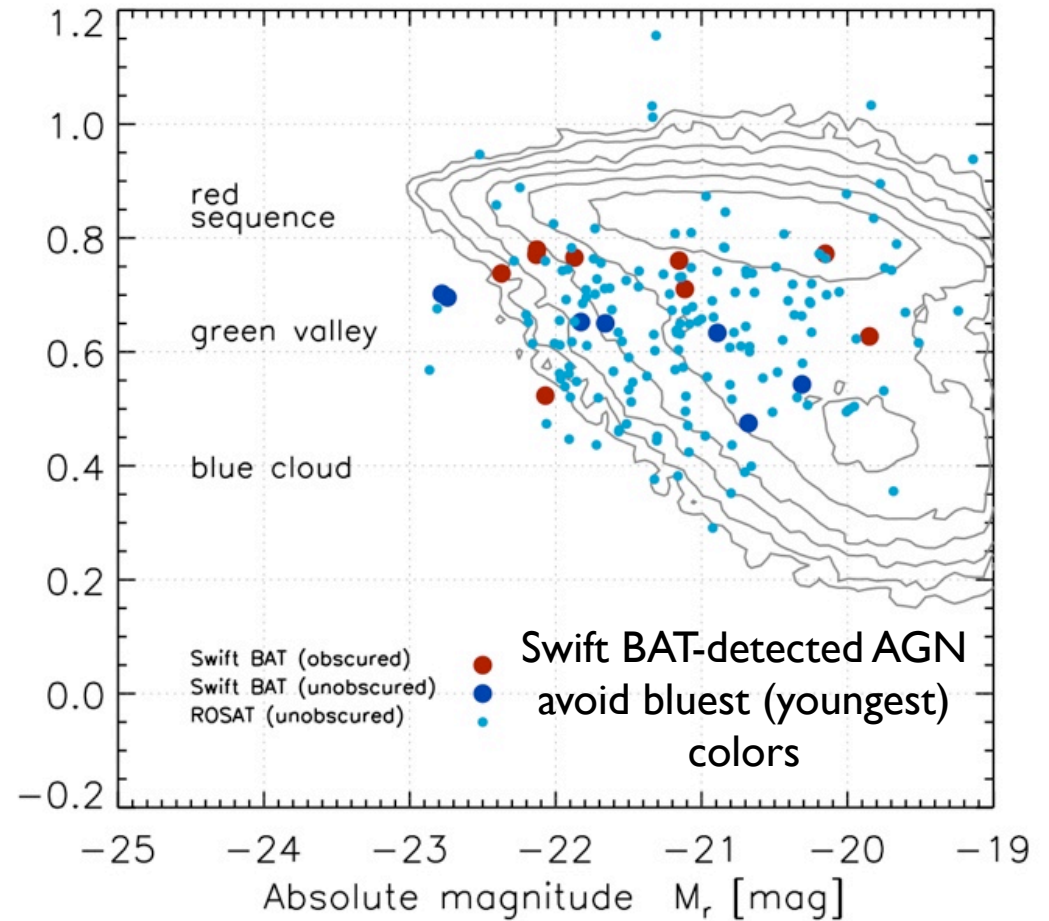 1.2
1.0
0.8
0.6
0.4
0.2
0.0
−0.2
red
sequence
green valley
blue cloud
Swift BAT (obscured)
Swift BAT (unobscured)
ROSAT (unobscured)
Swift BAT-detected AGN
avoid bluest (youngest)
colors
−25 −24 −23 −22 −21 −20 −19
Absolute magnitude Mr [mag]